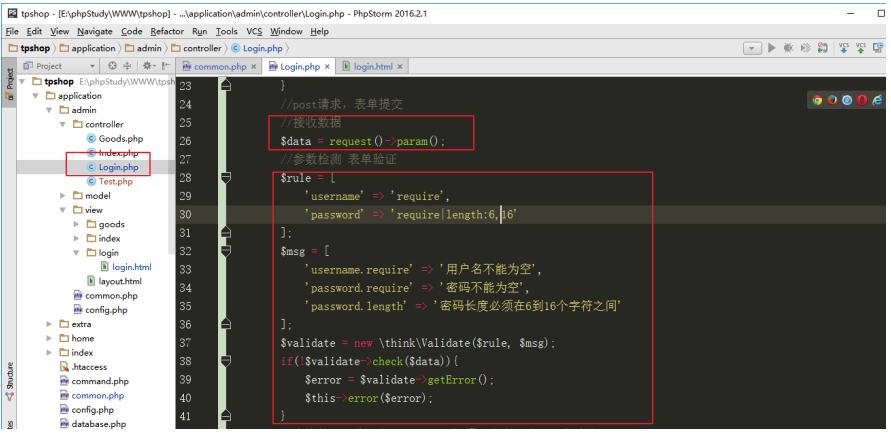 tpshop - [E:\phpStudy\WWW\tpshop] - ...\application\admin\controller\Login.php - PhpStorm 2016.2.1
File Edit View Navigate Code Refactor Run Tools VCS Window Help
tpshop application admin controller Login.php
Project common.php × Login.php × login.html ×
Project
tpshop E:\phpStudy\WWW\tpsh
application
admin
controller
Goods.php
Index.php
Login.php
Test.php
model
view
goods
index
login
login.html
layout.html
common.php
config.php
extra
home
index
.htaccess
command.php
common.php
config.php
database.php
Structure
23 }
24 //post请求，表单提交
25 //接收数据
26 $data = request()->param();
27 //参数检测 表单验证
28 $rule = [
29 'username' => 'require',
30 'password' => 'require|length:6,16'
31 ];
32 $msg = [
33 'username.require' => '用户名不能为空',
34 'password.require' => '密码不能为空',
35 'password.length' => '密码长度必须在6到16个字符之间'
36 ];
37 $validate = new \think\Validate($rule, $msg);
38 if(!$validate->check($data)){
39 $error = $validate->getError();
40 $this->error($error);
41 }